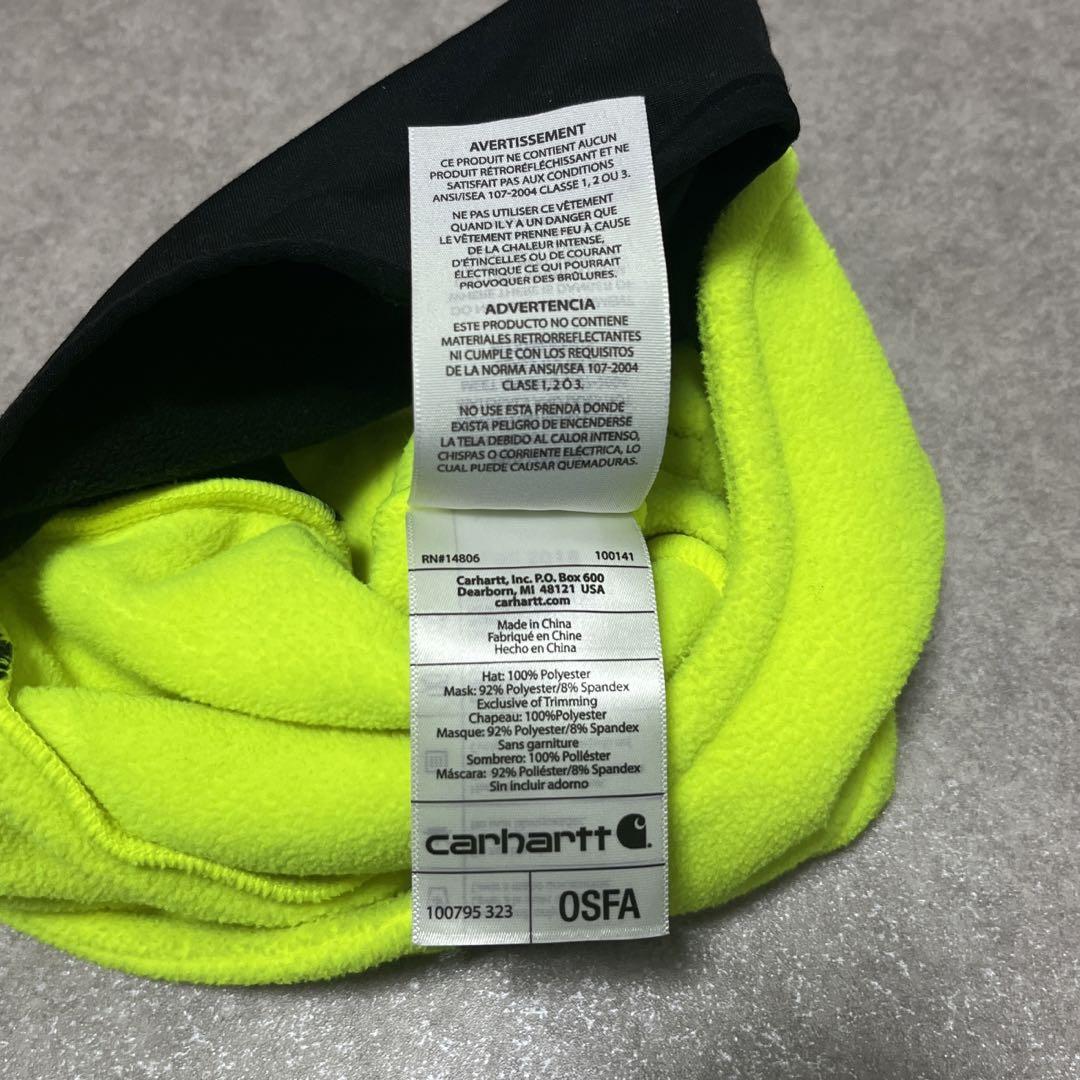 AVERTISSEMENT
CE PRODUIT NE CONTIENT AUCUN
PRODUIT RÉTRORÉFLÉCHISSANT ET NE
SATISFAIT PAS AUX CONDITIONS
ANSI/ISEA 107-2004 CLASSE 1, 2 OU 3.
NE PAS UTILISER CE VÊTEMENT
QUAND IL Y A UN DANGER QUE
LE VÊTEMENT PRENNE FEU À CAUSE
DE LA CHALEUR INTENSE,
D'ÉTINCELLES OU DE COURANT
ÉLECTRIQUE CE QUI POURRAIT
PROVOQUER DES BRÛLURES.
ADVERTENCIA
ESTE PRODUCTO NO CONTIENE
MATERIALES RETRORREFLECTANTES
NI CUMPLE CON LOS REQUISITOS
DE LA NORMA ANSI/ISEA 107-2004
CLASE 1, 2 Ó 3.
NO USE ESTA PRENDA DONDE
EXISTA PELIGRO DE ENCENDERSE
LA TELA DEBIDO AL CALOR INTENSO,
CHISPAS O CORRIENTE ELÉCTRICA, LO
CUAL PUEDE CAUSAR QUEMADURAS.
RN#14806 100141
Carhartt, Inc. P.O. Box 600
Dearborn, MI 48121 USA
carhartt.com
Made in China
Fabriqué en Chine
Hecho en China
Hat: 100% Polyester
Mask: 92% Polyester/8% Spandex
Exclusive of Trimming
Chapeau: 100%Polyester
Masque: 92% Polyester/8% Spandex
Sans garniture
Sombrero: 100% Poliéster
Máscara: 92% Poliéster/8% Spandex
Sin incluir adorno
carhartt
100795 323 OSFA